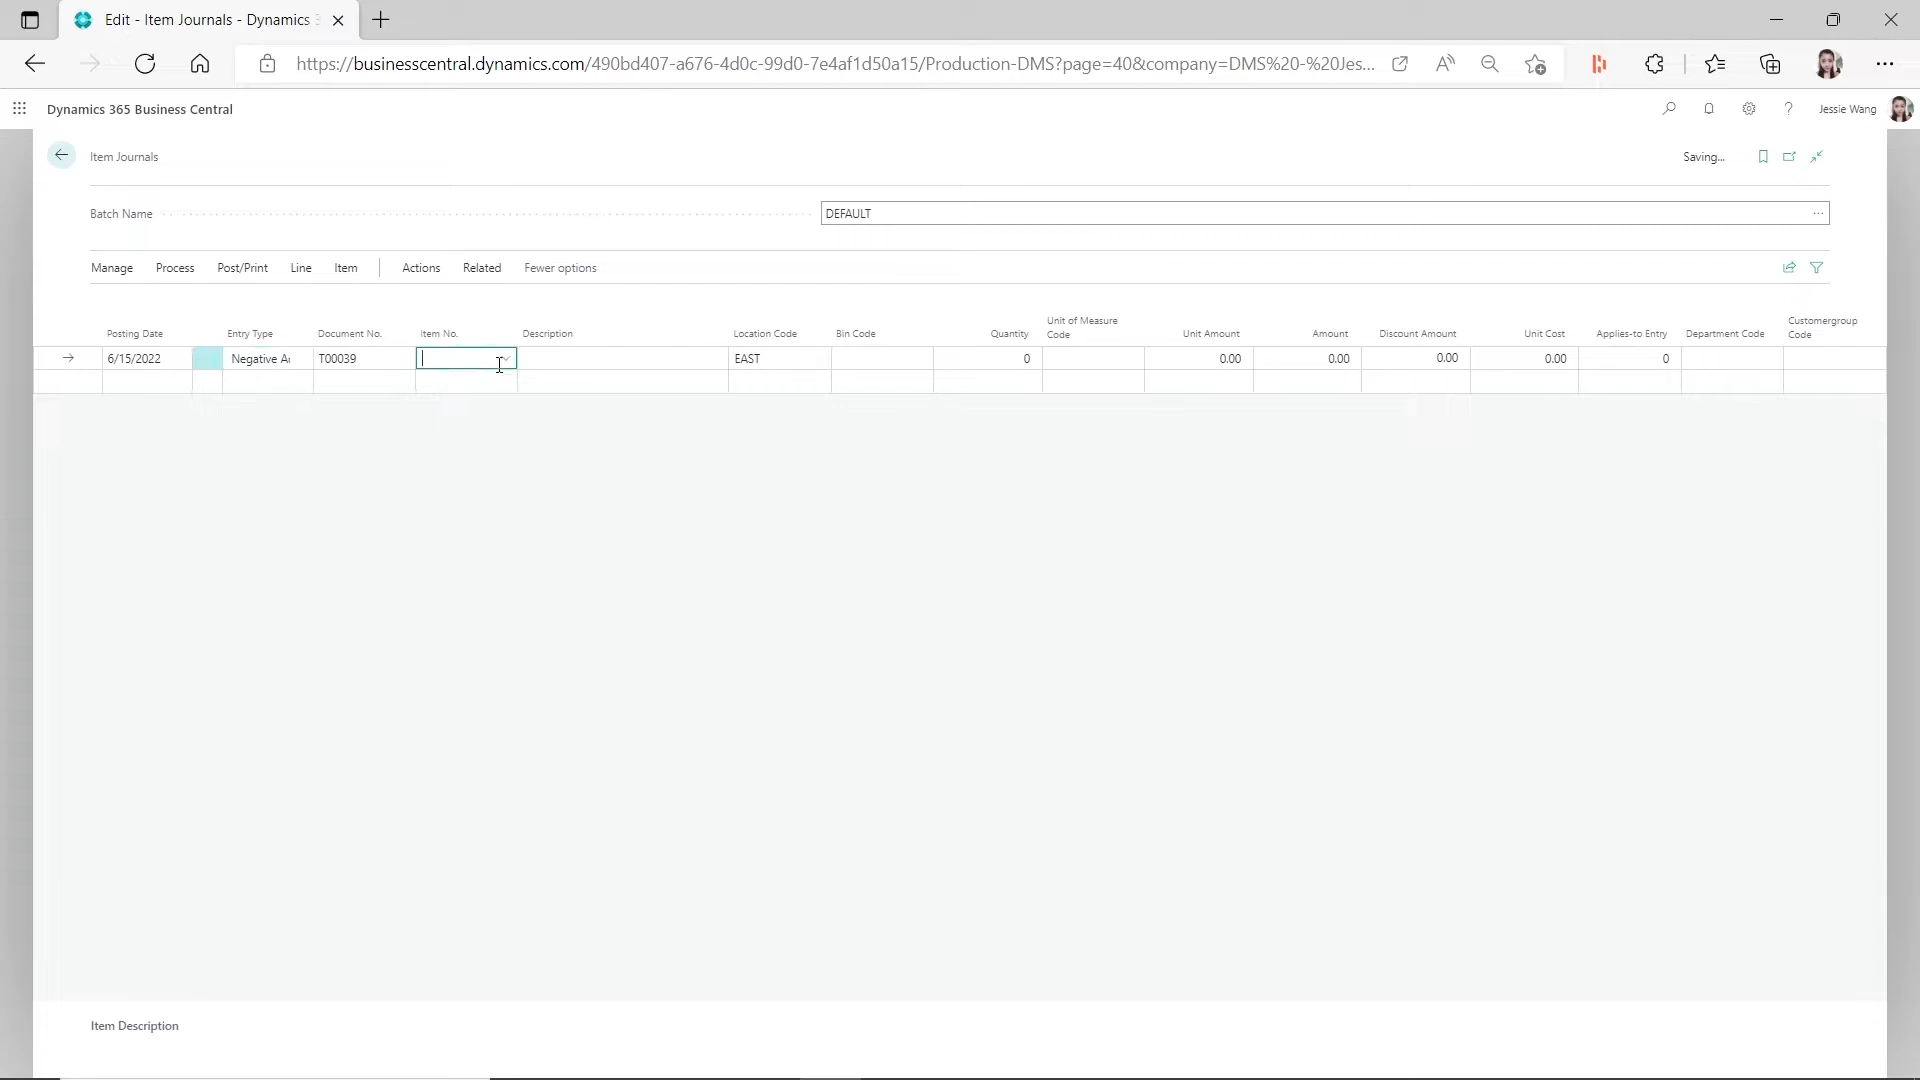 Edit - Item Journals - Dynamics 3
https://businesscentral.dynamics.com/490bd407-a676-4d0c-99d0-7e4af1d50a15/Production-DMS?page=40&company=DMS%20-%20Jes...
Dynamics 365 Business Central
Jessie Wang
Item Journals
Saving...
Batch Name
DEFAULT
Manage Process Post/Print Line Item Actions Related Fewer options
Posting Date Entry Type Document No. Item No. Description Location Code Bin Code Quantity Unit of Measure Code Unit Amount Amount Discount Amount Unit Cost Applies-to Entry Department Code Customergroup Code
6/15/2022 Negative A T00039 EAST 0 0.00 0.00 0.00 0.00 0
Item Description